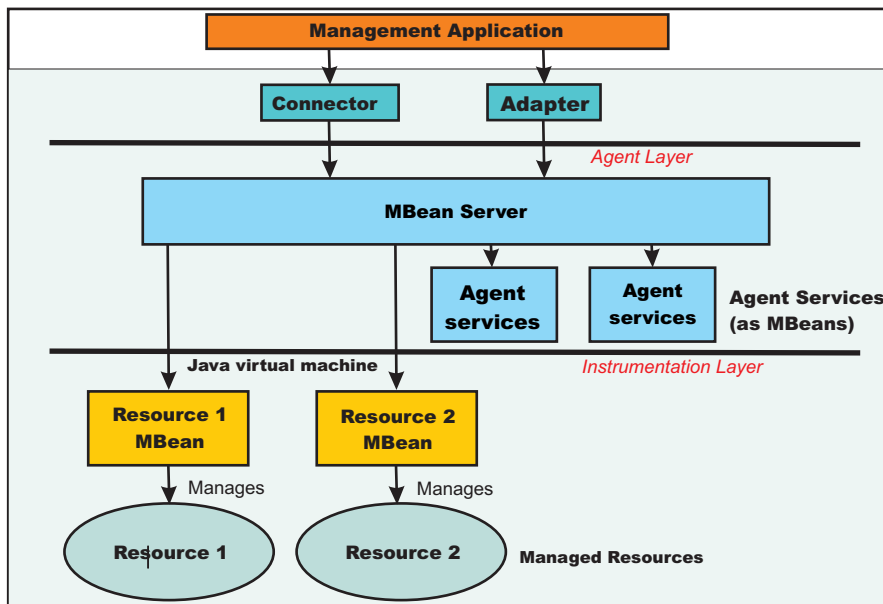 Management Application
Connector
Adapter
Agent Layer
MBean Server
Agent
services
Agent
services
Agent Services
(as MBeans)
Java virtual machine
Instrumentation Layer
Resource 1
MBean
Resource 2
MBean
Manages
Manages
Resource 1
Resource 2
Managed Resources